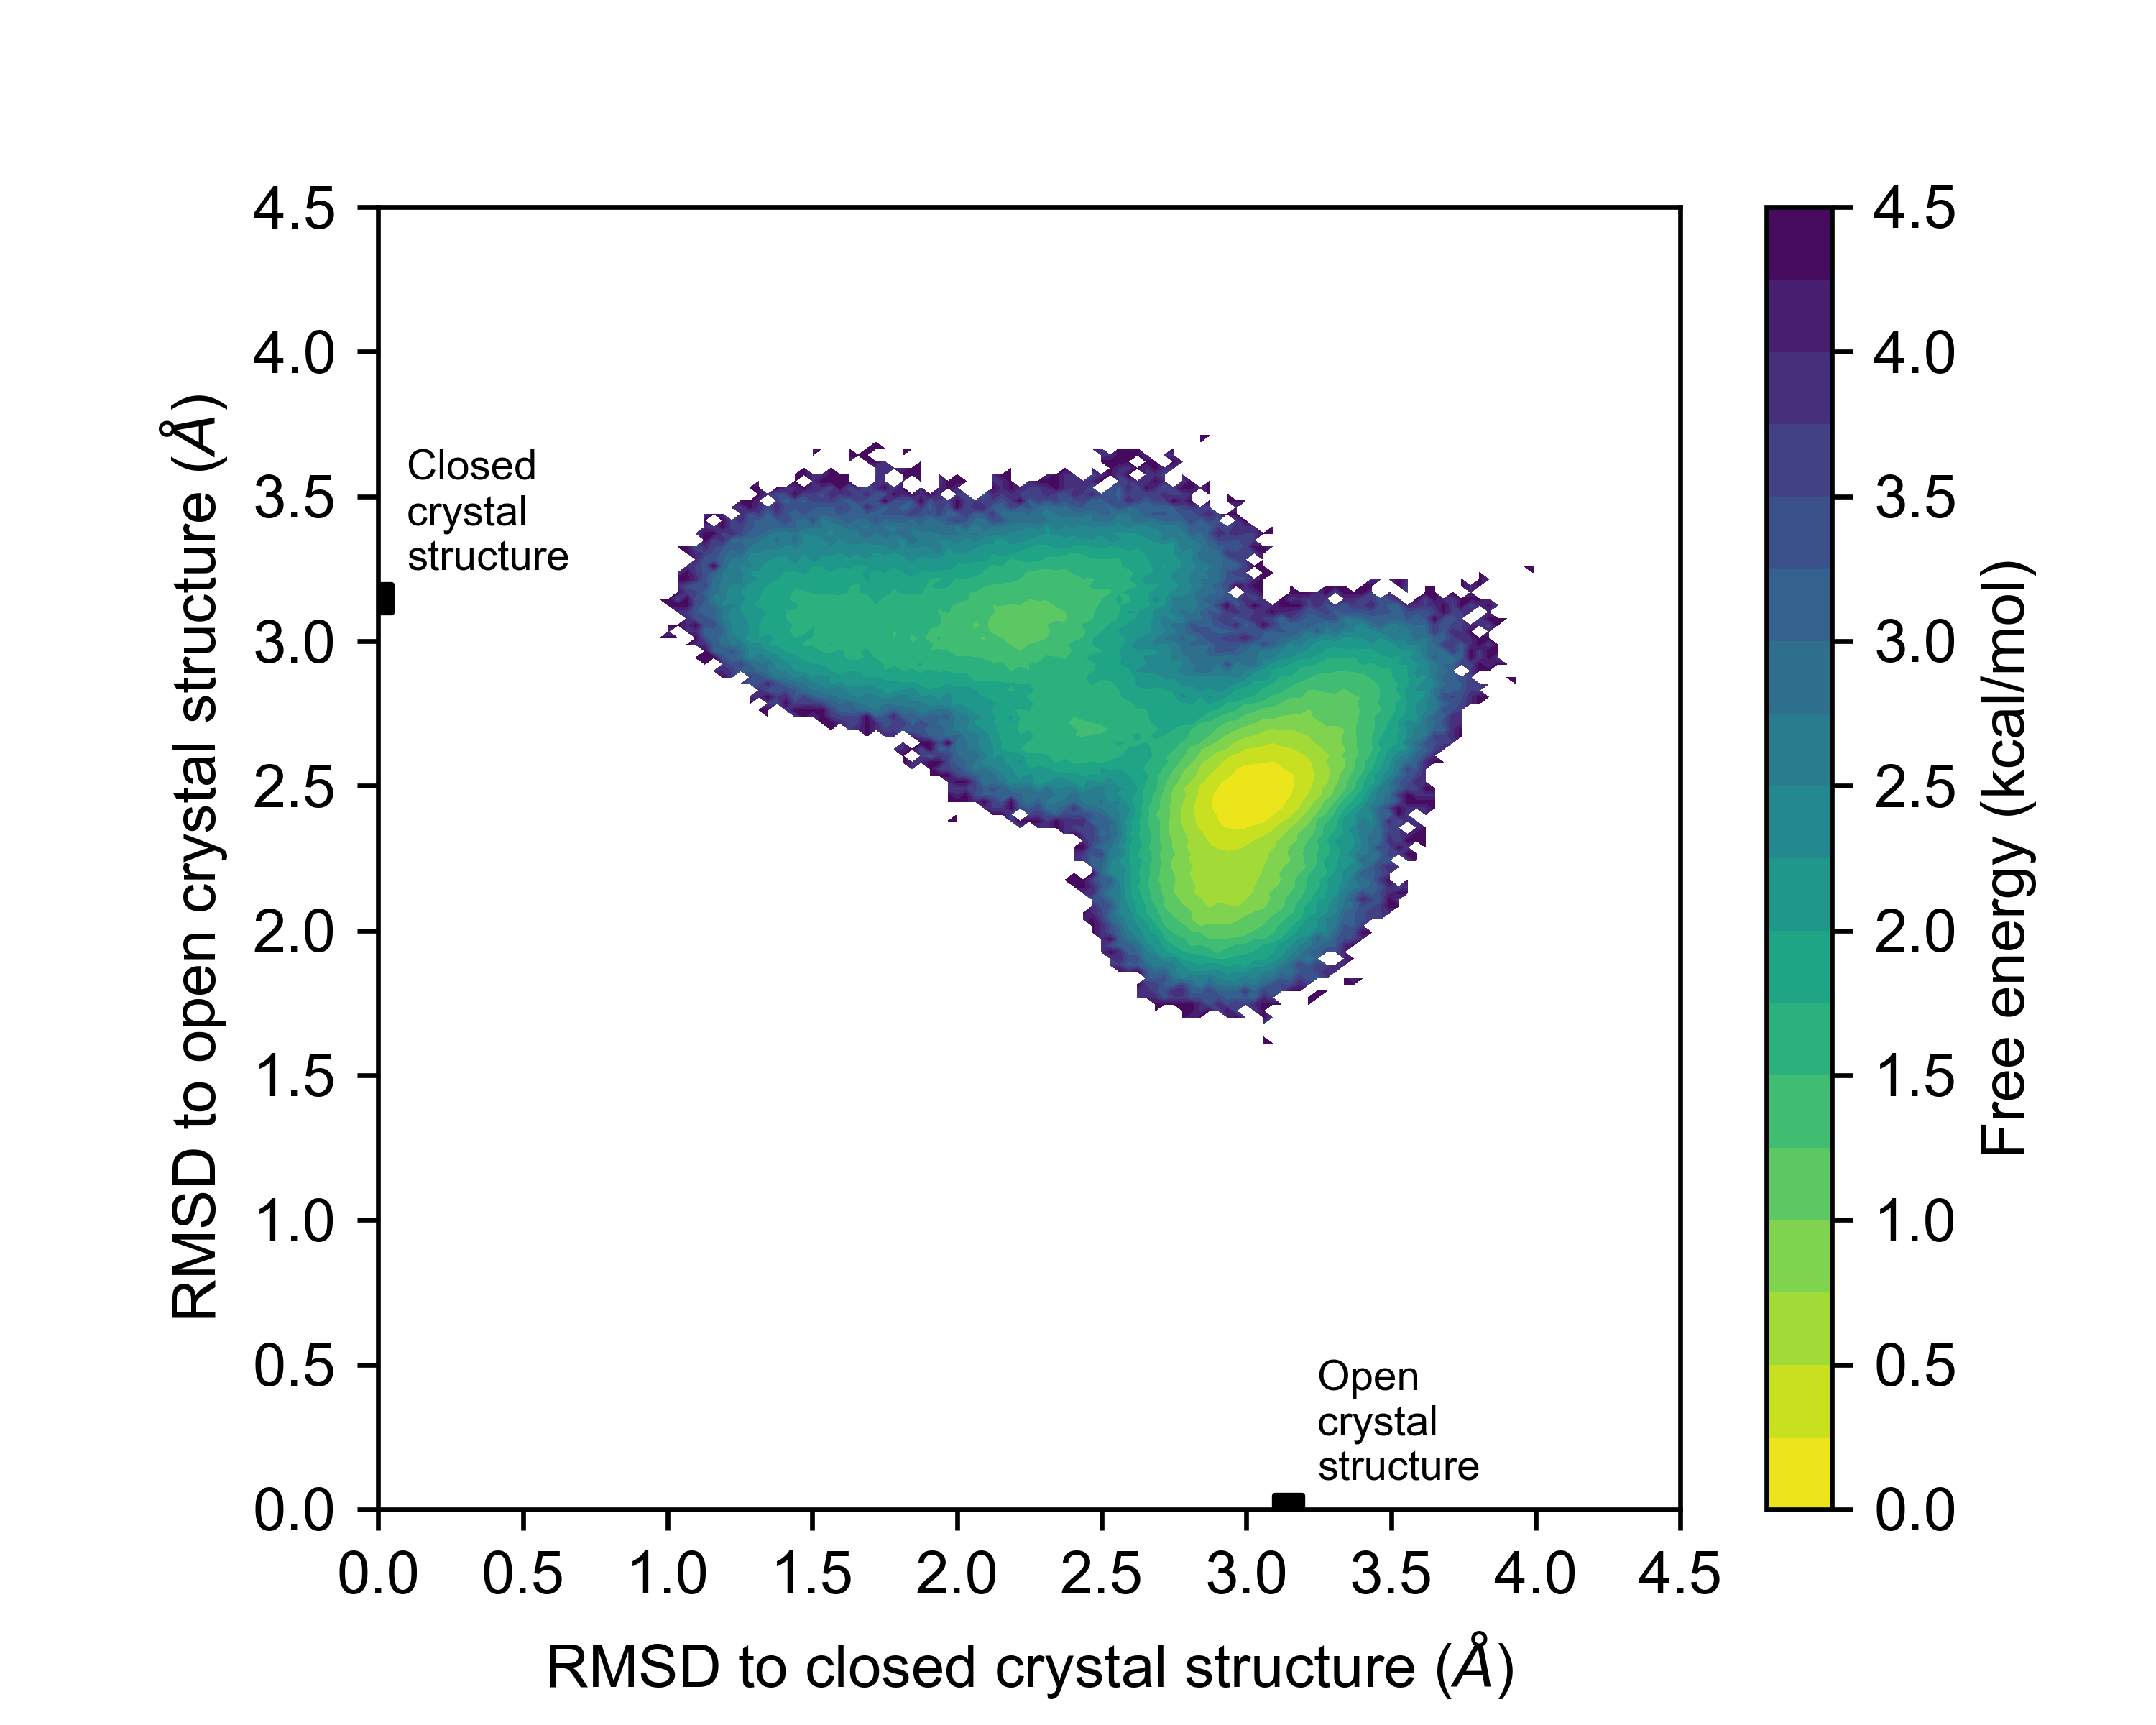 4.5
4.0
3.5
3.0
2.5
2.0
1.5
1.0
0.5
0.0
RMSD to open crystal structure (Å)
Closed
crystal
structure
Open
crystal
structure
0.0 0.5 1.0 1.5 2.0 2.5 3.0 3.5 4.0 4.5
RMSD to closed crystal structure (Å)
4.5
4.0
3.5
3.0
2.5
2.0
1.5
1.0
0.5
0.0
Free energy (kcal/mol)